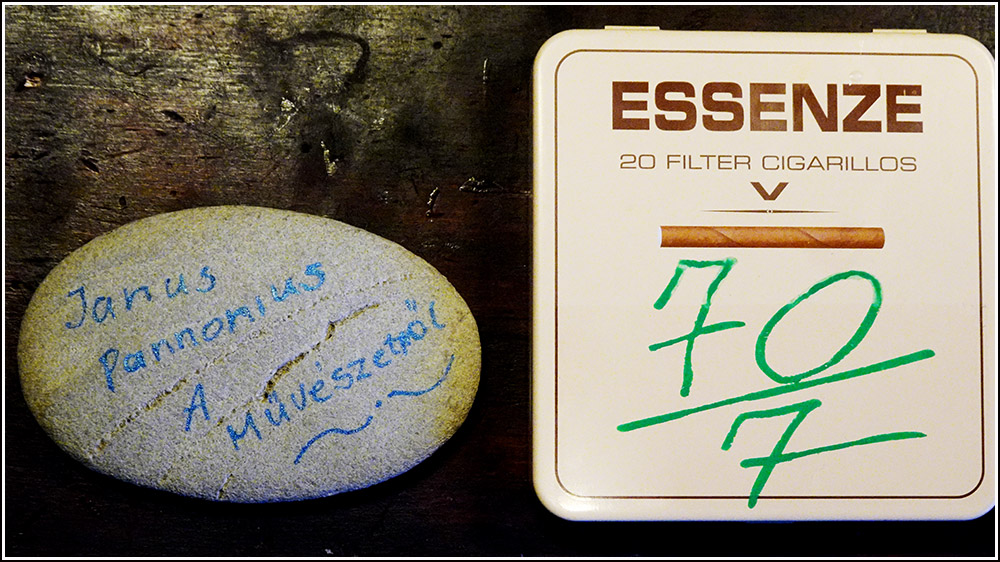 Janus
Pannonius
A
Művészetről
ESSENZE
20 FILTER CIGARILLOS
70
7